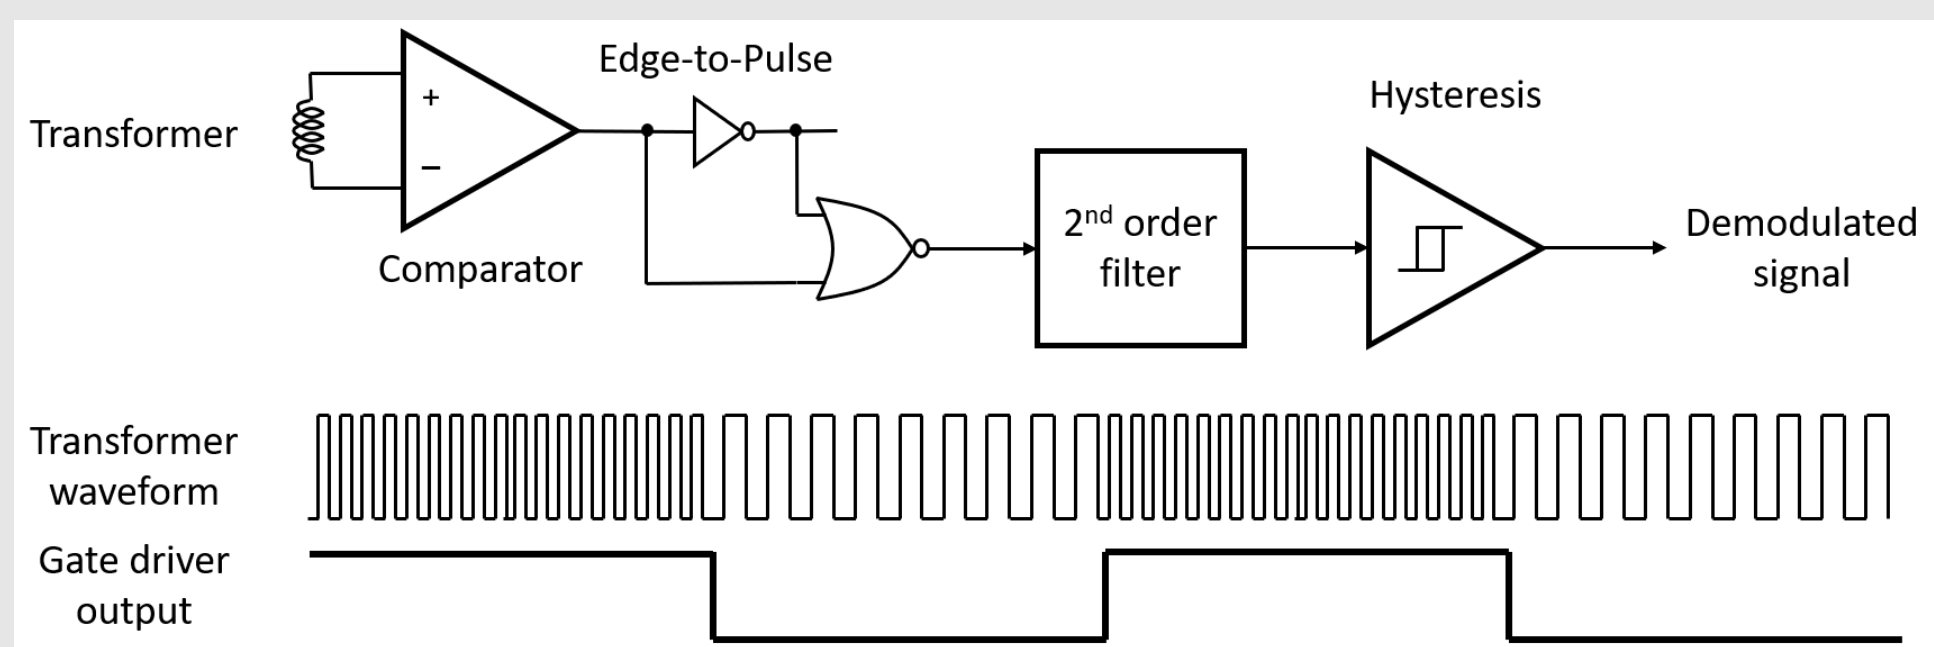 Edge-to-Pulse
Hysteresis
Transformer
+
−
Comparator
2nd order
filter
Demodulated
signal
Transformer
waveform
Gate driver
output